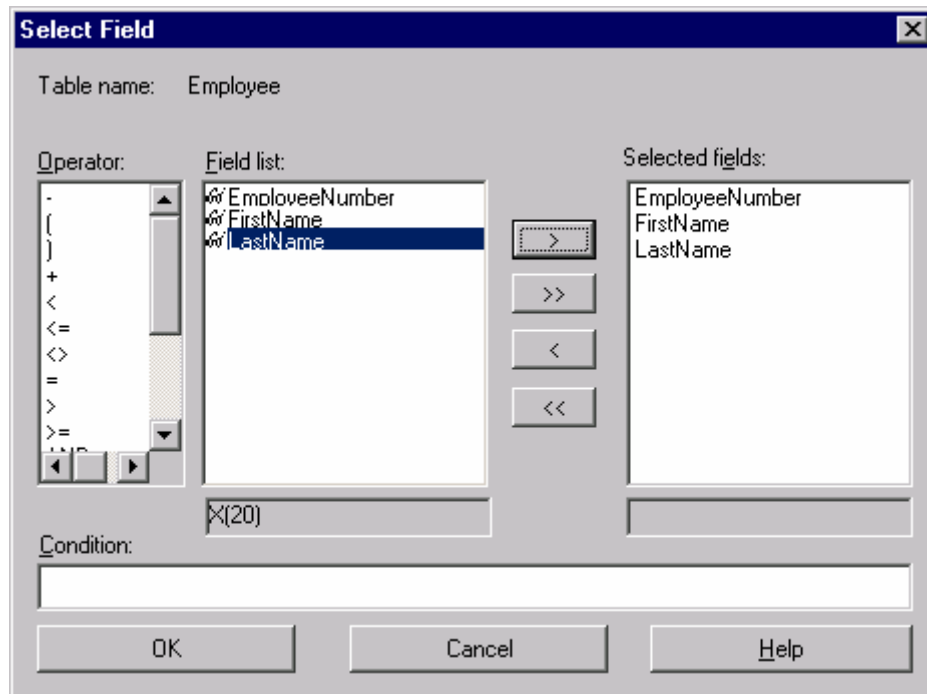 Select Field
Table name: Employee
Operator:
-
(
)
+
<
<=
<>
=
>
>=
Field list:
EmployeeNumber
FirstName
LastName
X(20)
>
>>
<
<<
Selected fields:
EmployeeNumber
FirstName
LastName
Condition:
OK
Cancel
Help